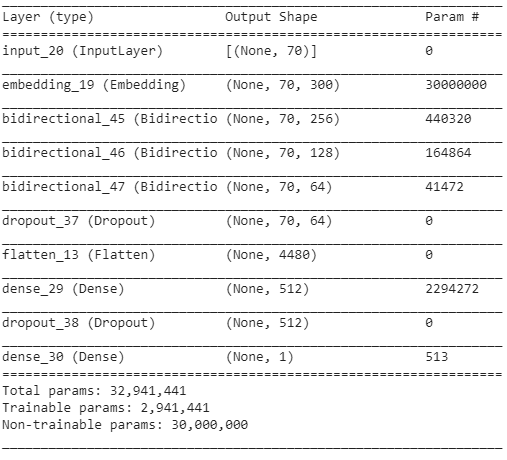 Layer (type) Output Shape Param #
input_20 (InputLayer) [(None, 70)] 0
embedding_19 (Embedding) (None, 70, 300) 30000000
bidirectional_45 (Bidirectio (None, 70, 256) 440320
bidirectional_46 (Bidirectio (None, 70, 128) 164864
bidirectional_47 (Bidirectio (None, 70, 64) 41472
dropout_37 (Dropout) (None, 70, 64) 0
flatten_13 (Flatten) (None, 4480) 0
dense_29 (Dense) (None, 512) 2294272
dropout_38 (Dropout) (None, 512) 0
dense_30 (Dense) (None, 1) 513
Total params: 32,941,441
Trainable params: 2,941,441
Non-trainable params: 30,000,000